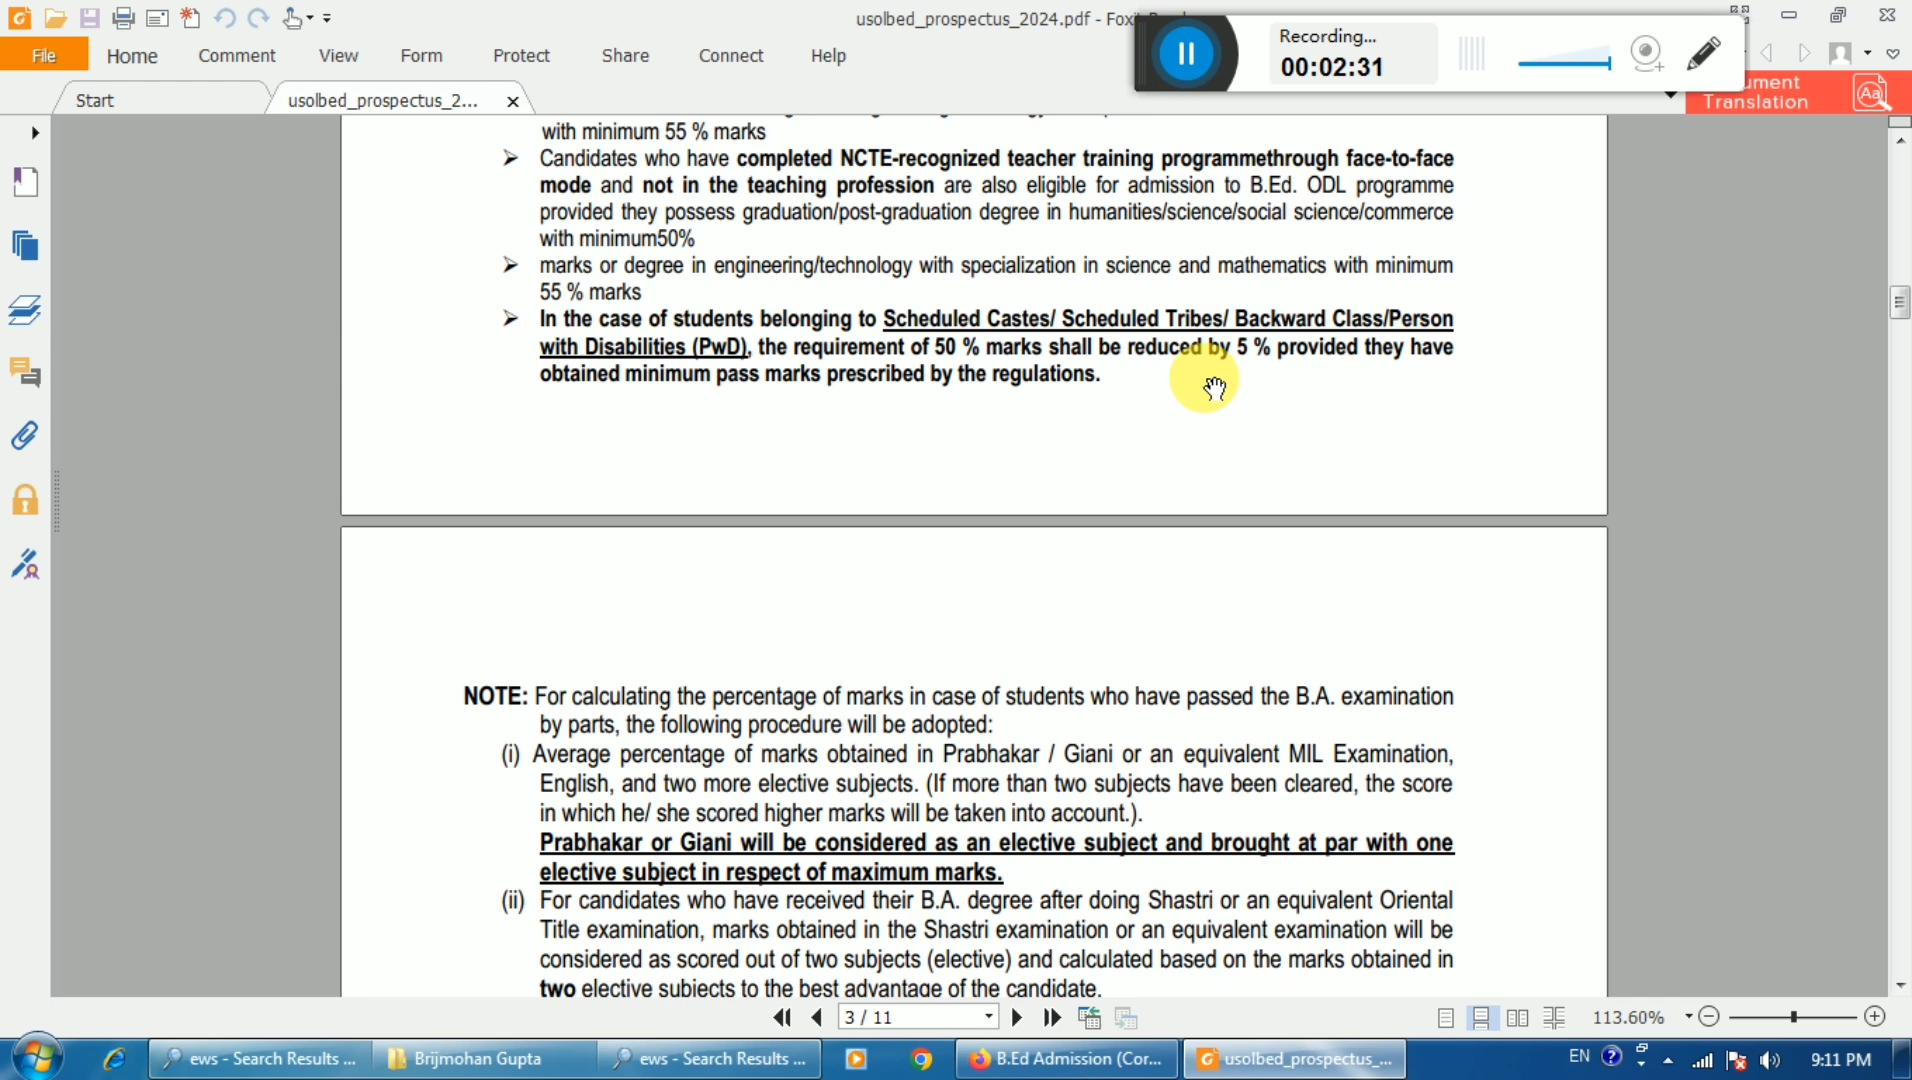 usolbed_prospectus_2024.pdf - Foxit
Recording...
00:02:31
File
Home
Comment
View
Form
Protect
Share
Connect
Help
Start
usolbed_prospectus_2...
Translation
with minimum 55 % marks
➢ Candidates who have completed NCTE-recognized teacher training programmethrough face-to-face
mode and not in the teaching profession are also eligible for admission to B.Ed. ODL programme
provided they possess graduation/post-graduation degree in humanities/science/social science/commerce
with minimum50%
➢ marks or degree in engineering/technology with specialization in science and mathematics with minimum
55 % marks
➢ In the case of students belonging to Scheduled Castes/ Scheduled Tribes/ Backward Class/Person
with Disabilities (PwD), the requirement of 50 % marks shall be reduced by 5 % provided they have
obtained minimum pass marks prescribed by the regulations.
NOTE: For calculating the percentage of marks in case of students who have passed the B.A. examination
by parts, the following procedure will be adopted:
(i) Average percentage of marks obtained in Prabhakar / Giani or an equivalent MIL Examination,
English, and two more elective subjects. (If more than two subjects have been cleared, the score
in which he/ she scored higher marks will be taken into account.).
Prabhakar or Giani will be considered as an elective subject and brought at par with one
elective subject in respect of maximum marks.
(ii) For candidates who have received their B.A. degree after doing Shastri or an equivalent Oriental
Title examination, marks obtained in the Shastri examination or an equivalent examination will be
considered as scored out of two subjects (elective) and calculated based on the marks obtained in
two elective subjects to the best advantage of the candidate.
3 / 11
113.60%
ews - Search Results ...
Brijmohan Gupta
ews - Search Results ...
B.Ed Admission (Cor...
usolbed_prospectus_...
EN
9:11 PM